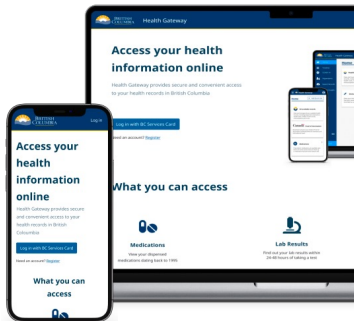 BRITISH
COLUMBIA
Health Gateway
Access your health
information online
Health Gateway provides secure and convenient access
to your health records in British Columbia.
Log in with BC Services Card
Need an account? Register
What you can access
Medications
View your dispensed
medications dating back to 1995
Lab Results
Find out your lab results within
24-48 hours of taking a test
BRITISH
COLUMBIA
Log in
Access your
health
information
online
Health Gateway provides secure
and convenient access to your
health records in British
Columbia.
Log in with BC Services Card
Need an account? Register
What you can
access